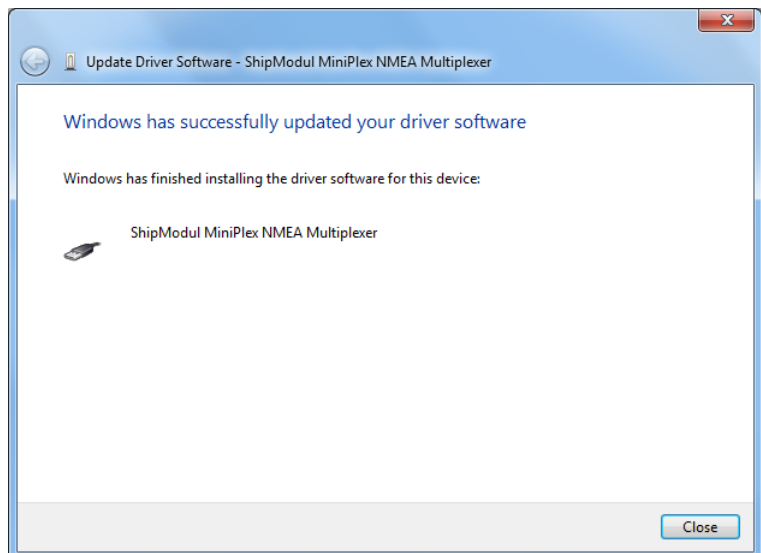 Update Driver Software - ShipModul MiniPlex NMEA Multiplexer
Windows has successfully updated your driver software
Windows has finished installing the driver software for this device:
ShipModul MiniPlex NMEA Multiplexer
Close